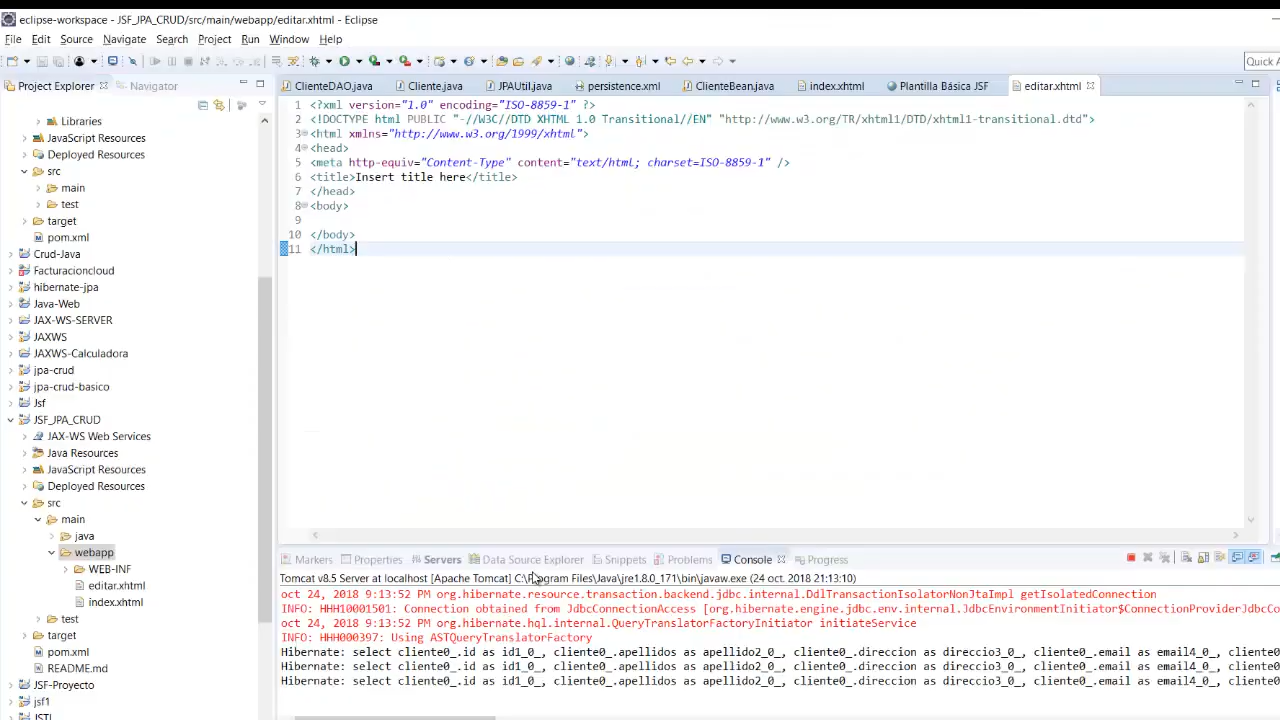 eclipse-workspace - JSF_JPA_CRUD/src/main/webapp/editar.xhtml - Eclipse
File Edit Source Navigate Search Project Run Window Help
Quick A
Project Explorer Navigator
ClienteDAO.java Cliente.java JPAUtil.java persistence.xml ClienteBean.java index.xhtml Plantilla Básica JSF editar.xhtml
1 <?xml version="1.0" encoding="ISO-8859-1" ?>
2 <!DOCTYPE html PUBLIC "-//W3C//DTD XHTML 1.0 Transitional//EN" "http://www.w3.org/TR/xhtml1/DTD/xhtml1-transitional.dtd">
3 <html xmlns="http://www.w3.org/1999/xhtml">
4 <head>
5 <meta http-equiv="Content-Type" content="text/html; charset=ISO-8859-1" />
6 <title>Insert title here</title>
7 </head>
8 <body>
9
10 </body>
11 </html>
Libraries
JavaScript Resources
Deployed Resources
src
main
test
target
pom.xml
Crud-Java
Facturacioncloud
hibernate-jpa
Java-Web
JAX-WS-SERVER
JAXWS
JAXWS-Calculadora
jpa-crud
jpa-crud-basico
Jsf
JSF_JPA_CRUD
JAX-WS Web Services
Java Resources
JavaScript Resources
Deployed Resources
src
main
java
webapp
WEB-INF
editar.xhtml
index.xhtml
test
target
pom.xml
README.md
JSF-Proyecto
jsf1
JSTL
Markers Properties Servers Data Source Explorer Snippets Problems Console Progress
Tomcat v8.5 Server at localhost [Apache Tomcat] C:\Program Files\Java\jre1.8.0_171\bin\javaw.exe (24 oct. 2018 21:13:10)
oct 24, 2018 9:13:52 PM org.hibernate.resource.transaction.backend.jdbc.internal.DdlTransactionIsolatorNonJtaImpl getIsolatedConnection
INFO: HHH10001501: Connection obtained from JdbcConnectionAccess [org.hibernate.engine.jdbc.env.internal.JdbcEnvironmentInitiator$ConnectionProviderJdbcCo
oct 24, 2018 9:13:52 PM org.hibernate.hql.internal.QueryTranslatorFactoryInitiator initiateService
INFO: HHH000397: Using ASTQueryTranslatorFactory
Hibernate: select cliente0_.id as id1_0_, cliente0_.apellidos as apellido2_0_, cliente0_.direccion as direccio3_0_, cliente0_.email as email4_0_, cliente0
Hibernate: select cliente0_.id as id1_0_, cliente0_.apellidos as apellido2_0_, cliente0_.direccion as direccio3_0_, cliente0_.email as email4_0_, cliente0
Hibernate: select cliente0_.id as id1_0_, cliente0_.apellidos as apellido2_0_, cliente0_.direccion as direccio3_0_, cliente0_.email as email4_0_, cliente0